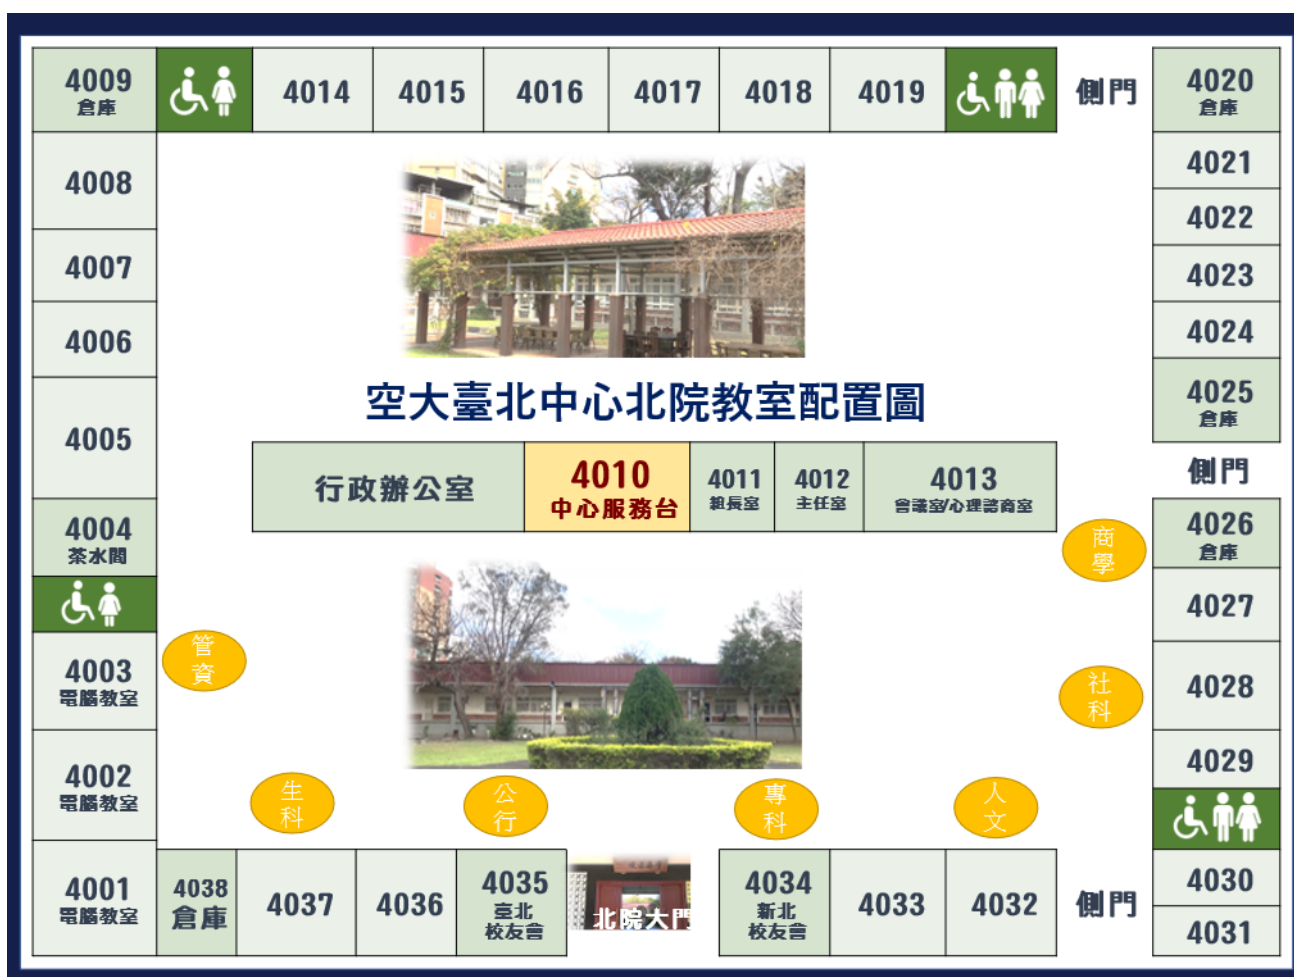 4009
倉庫
4014
4015
4016
4017
4018
4019
側門
4020
倉庫
4008
4021
4022
4007
4023
4006
4024
空大臺北中心北院教室配置圖
4025
倉庫
4005
行政辦公室
4010
中心服務台
4011
組長室
4012
主任室
4013
會議室/心理諮商室
側門
4004
茶水間
商
學
4026
倉庫
4027
管
資
4003
電腦教室
社
科
4028
4002
電腦教室
4029
生
科
公
行
專
科
人
文
4001
電腦教室
4038
倉庫
4037
4036
4035
臺北
校友會
北院大門
4034
新北
校友會
4033
4032
側門
4030
4031